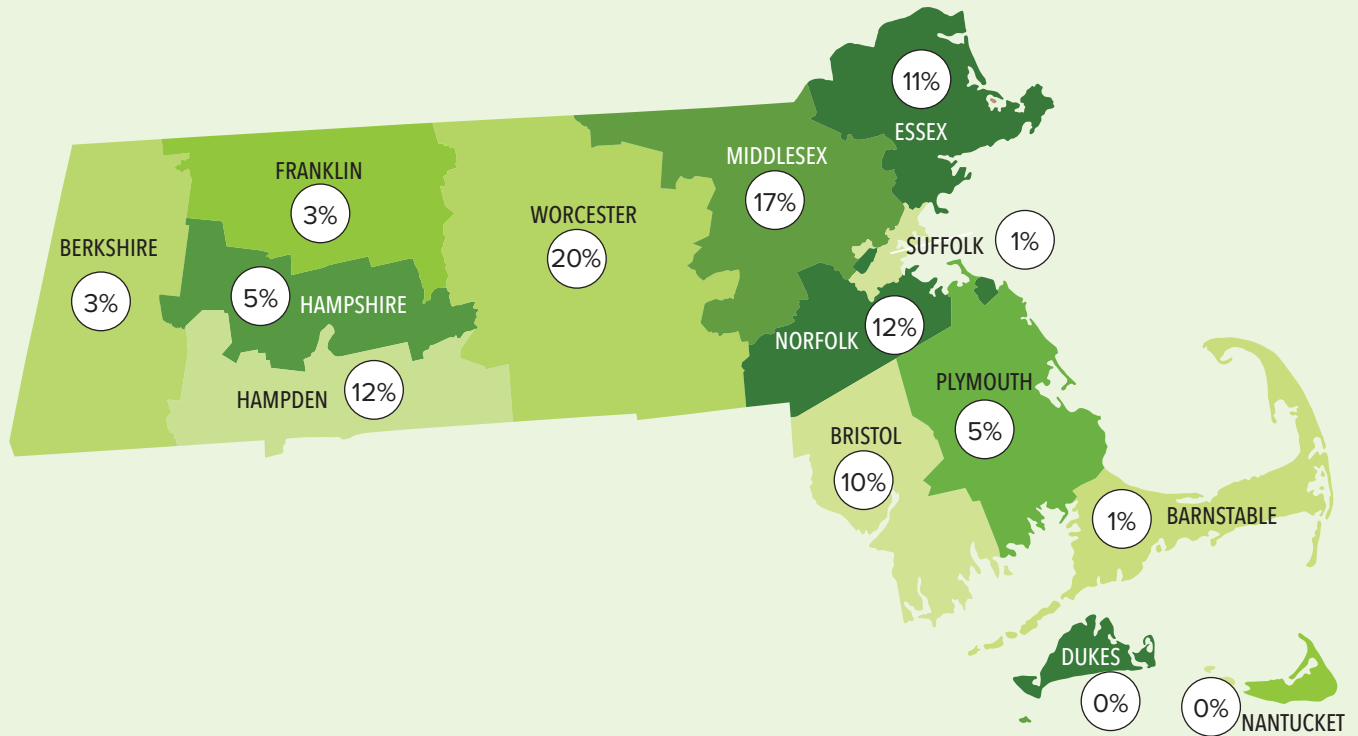 11%
ESSEX
MIDDLESEX
17%
FRANKLIN
3%
WORCESTER
20%
BERKSHIRE
3%
SUFFOLK
1%
5%
HAMPSHIRE
NORFOLK
12%
HAMPDEN
12%
PLYMOUTH
5%
BRISTOL
10%
1%
BARNSTABLE
DUKES
0%
0%
NANTUCKET